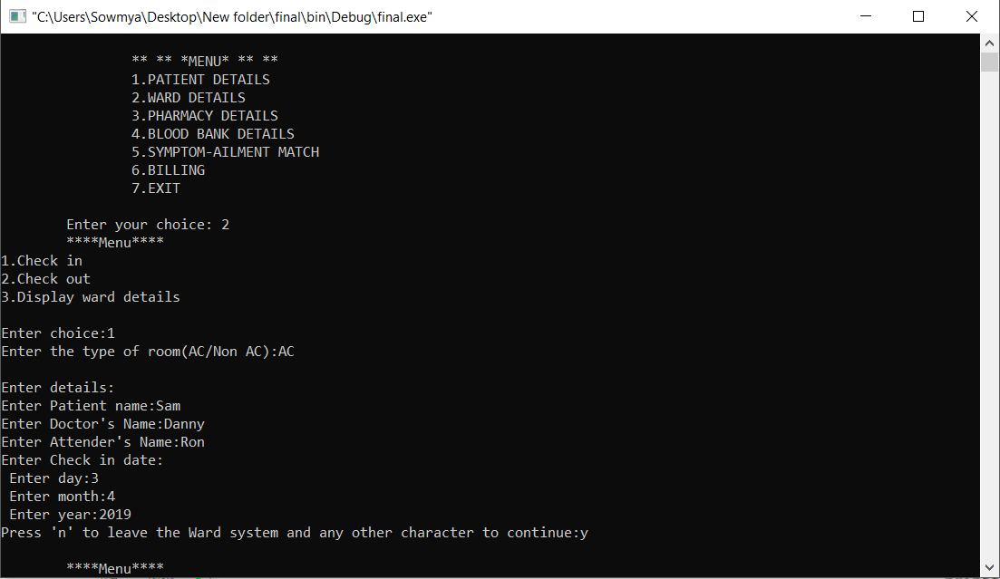 "C:\Users\Sowmya\Desktop\New folder\final\bin\Debug\final.exe"
** ** *MENU* ** **
1.PATIENT DETAILS
2.WARD DETAILS
3.PHARMACY DETAILS
4.BLOOD BANK DETAILS
5.SYMPTOM-AILMENT MATCH
6.BILLING
7.EXIT
Enter your choice: 2
****Menu****
1.Check in
2.Check out
3.Display ward details
Enter choice:1
Enter the type of room(AC/Non AC):AC
Enter details:
Enter Patient name:Sam
Enter Doctor's Name:Danny
Enter Attender's Name:Ron
Enter Check in date:
Enter day:3
Enter month:4
Enter year:2019
Press 'n' to leave the Ward system and any other character to continue:y
****Menu****